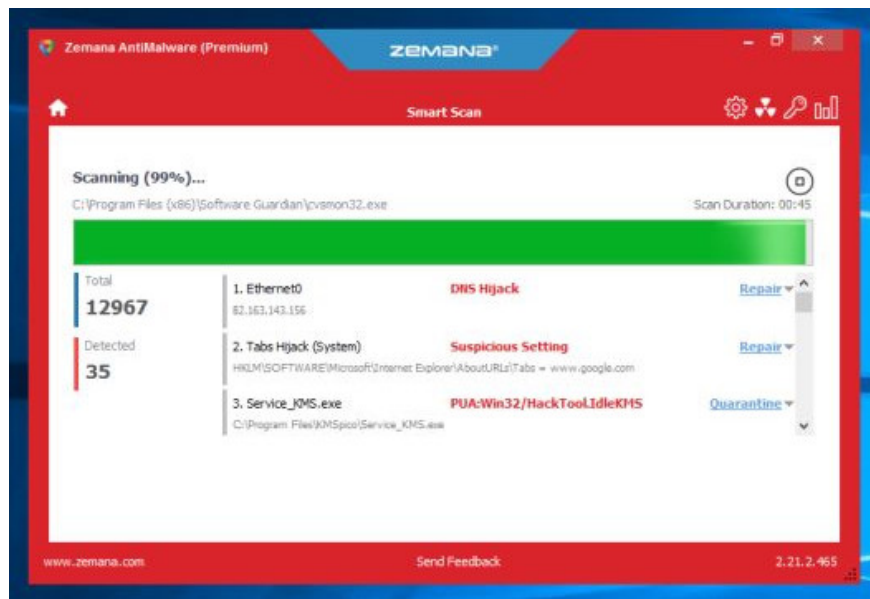 Zemana AntiMalware (Premium)
zemana®
Smart Scan
Scanning (99%)...
C:\Program Files (x86)\Software Guardian\cvsmon32.exe
Scan Duration: 00:45
Total
12967
Detected
35
1. Ethernet0 DNS Hijack Repair
82.163.143.156
2. Tabs Hijack (System) Suspicious Setting Repair
HKLM\SOFTWARE\Microsoft\Internet Explorer\AboutURLs\Tabs = www.google.com
3. Service_KMS.exe PUA:Win32/HackTool.IdleKMS Quarantine
C:\Program Files\KMSpico\Service_KMS.exe
www.zemana.com Send Feedback 2.21.2.465